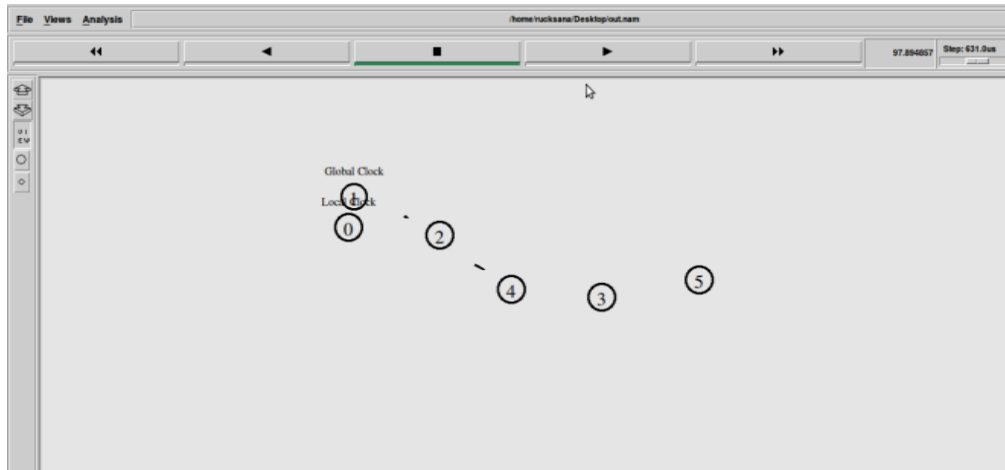 File Views Analysis /home/rucksana/Desktop/out.nam
97.894857 Step: 631.0us
VIEW
Global Clock
1
Local Clock
0
2
4
3
5